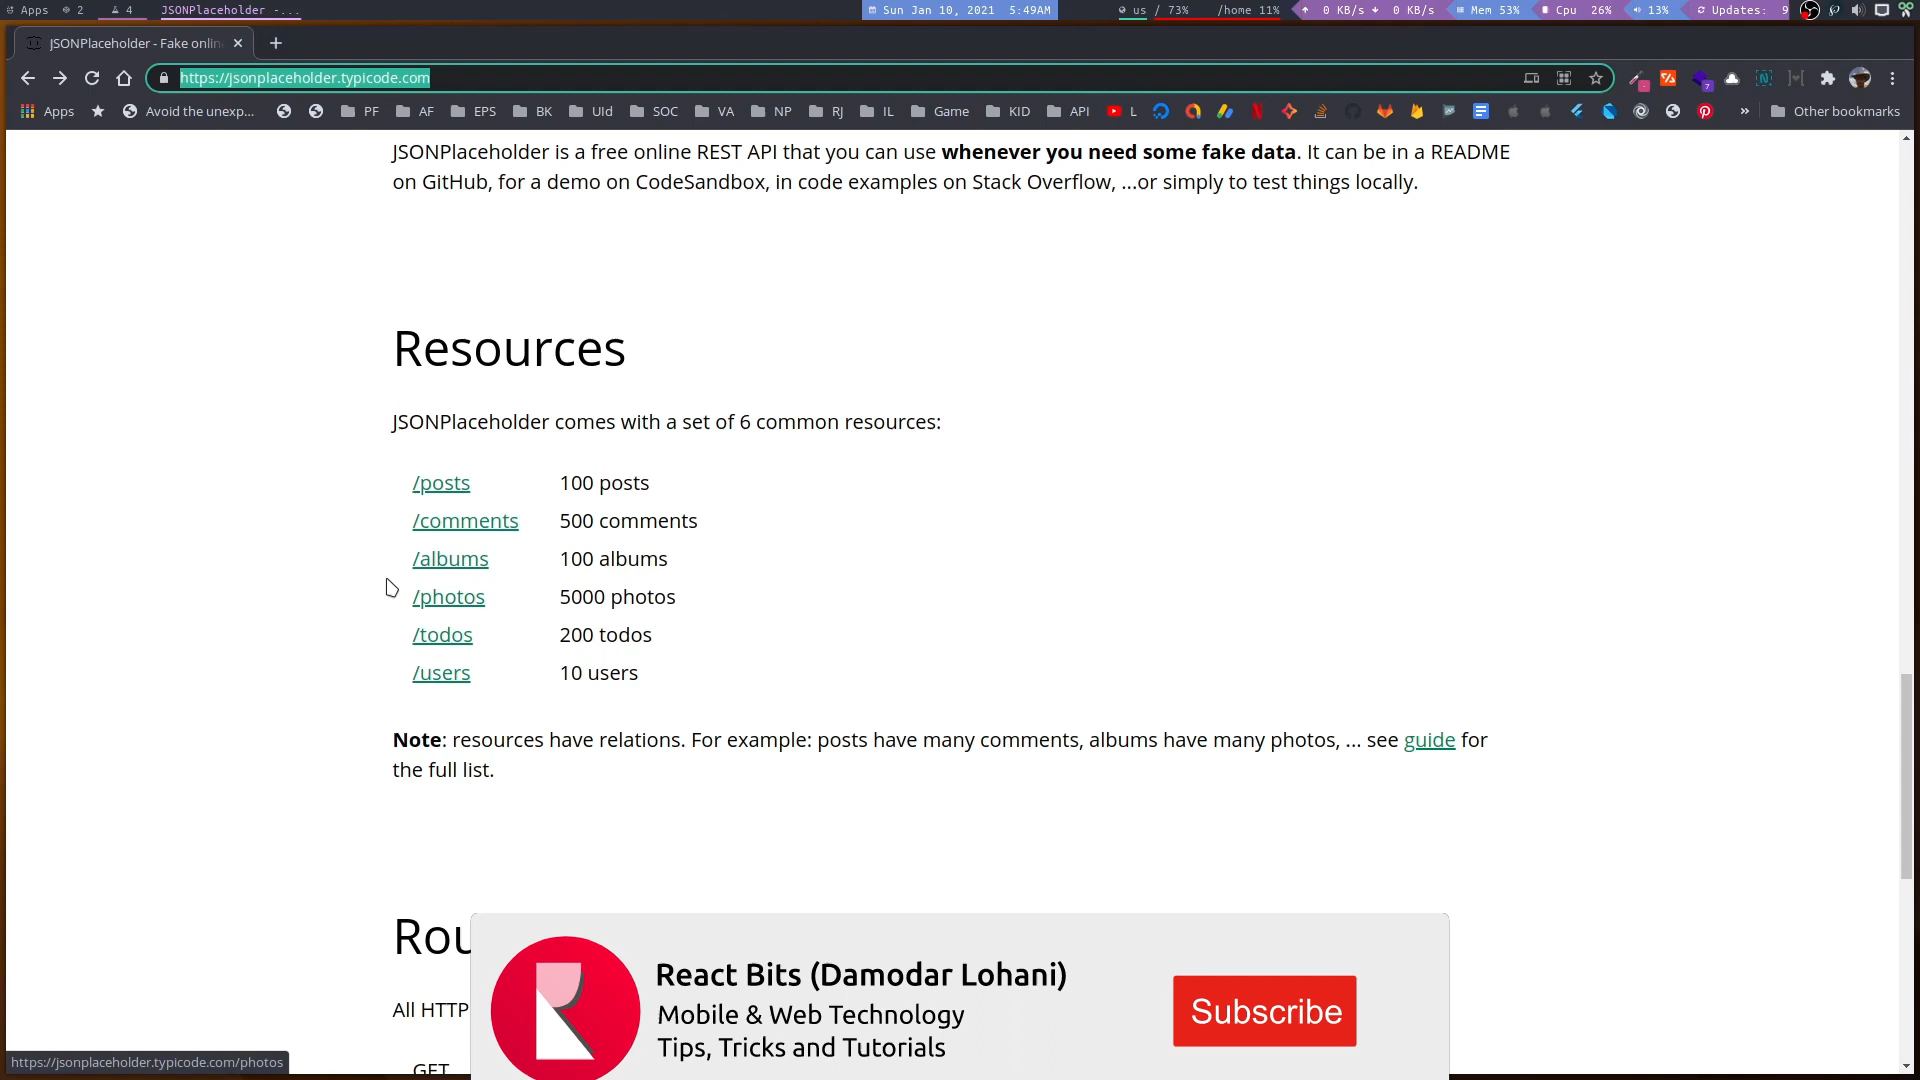 Apps 2 4 JSONPlaceholder -... Sun Jan 10, 2021 5:49AM us / 73% /home 11% 0 KB/s 0 KB/s Mem 53% Cpu 26% 13% Updates: 9
JSONPlaceholder - Fake onlin
https://jsonplaceholder.typicode.com
Apps Avoid the unexp... PF AF EPS BK UId SOC VA NP RJ IL Game KID API L » Other bookmarks
JSONPlaceholder is a free online REST API that you can use whenever you need some fake data. It can be in a README
on GitHub, for a demo on CodeSandbox, in code examples on Stack Overflow, ...or simply to test things locally.
Resources
JSONPlaceholder comes with a set of 6 common resources:
/posts 100 posts
/comments 500 comments
/albums 100 albums
/photos 5000 photos
/todos 200 todos
/users 10 users
Note: resources have relations. For example: posts have many comments, albums have many photos, ... see guide for
the full list.
Rou
React Bits (Damodar Lohani)
All HTTP
Mobile & Web Technology
Subscribe
Tips, Tricks and Tutorials
https://jsonplaceholder.typicode.com/photos
GET